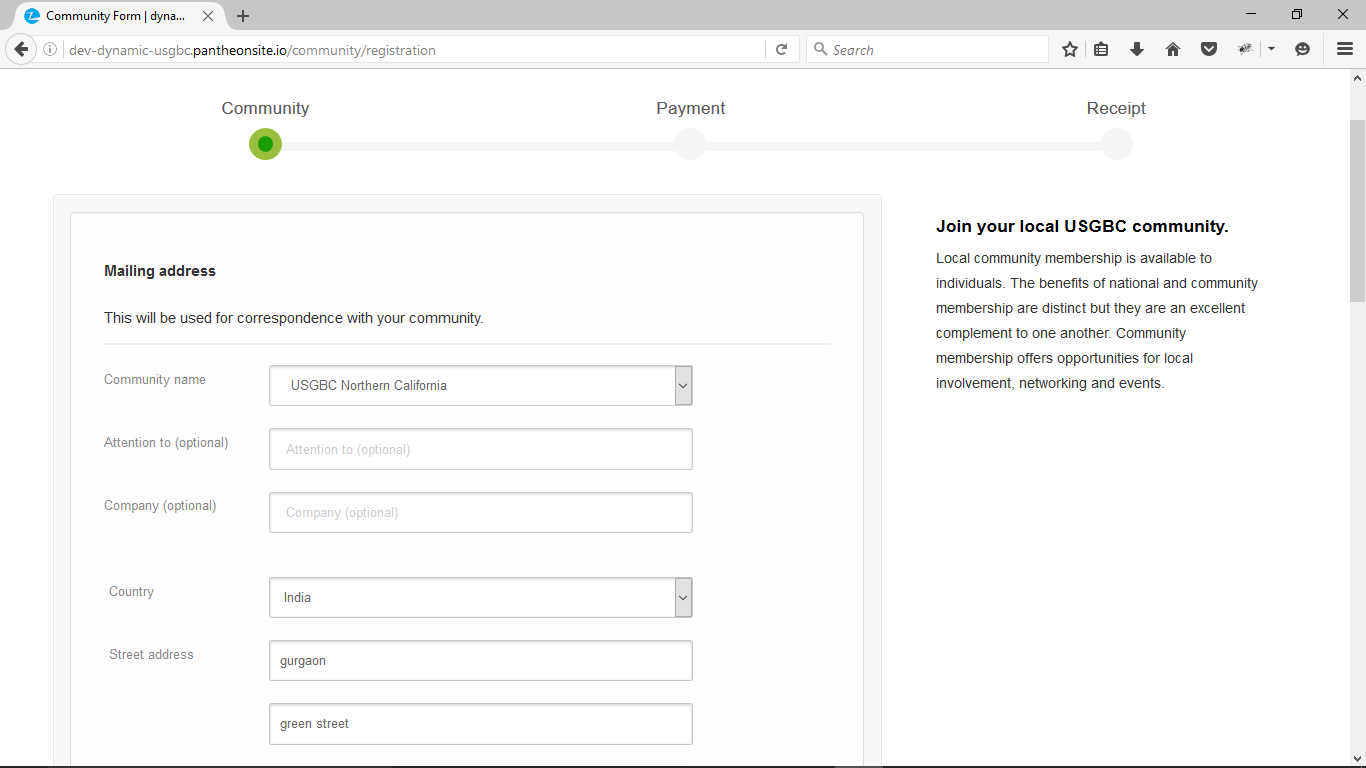 Community Form | dyna...
dev-dynamic-usgbc.pantheonsite.io/community/registration
Search
Community
Payment
Receipt
Mailing address
This will be used for correspondence with your community.
Community name
USGBC Northern California
Attention to (optional)
Attention to (optional)
Company (optional)
Company (optional)
Country
India
Street address
gurgaon
green street
Join your local USGBC community.
Local community membership is available to
individuals. The benefits of national and community
membership are distinct but they are an excellent
complement to one another. Community
membership offers opportunities for local
involvement, networking and events.